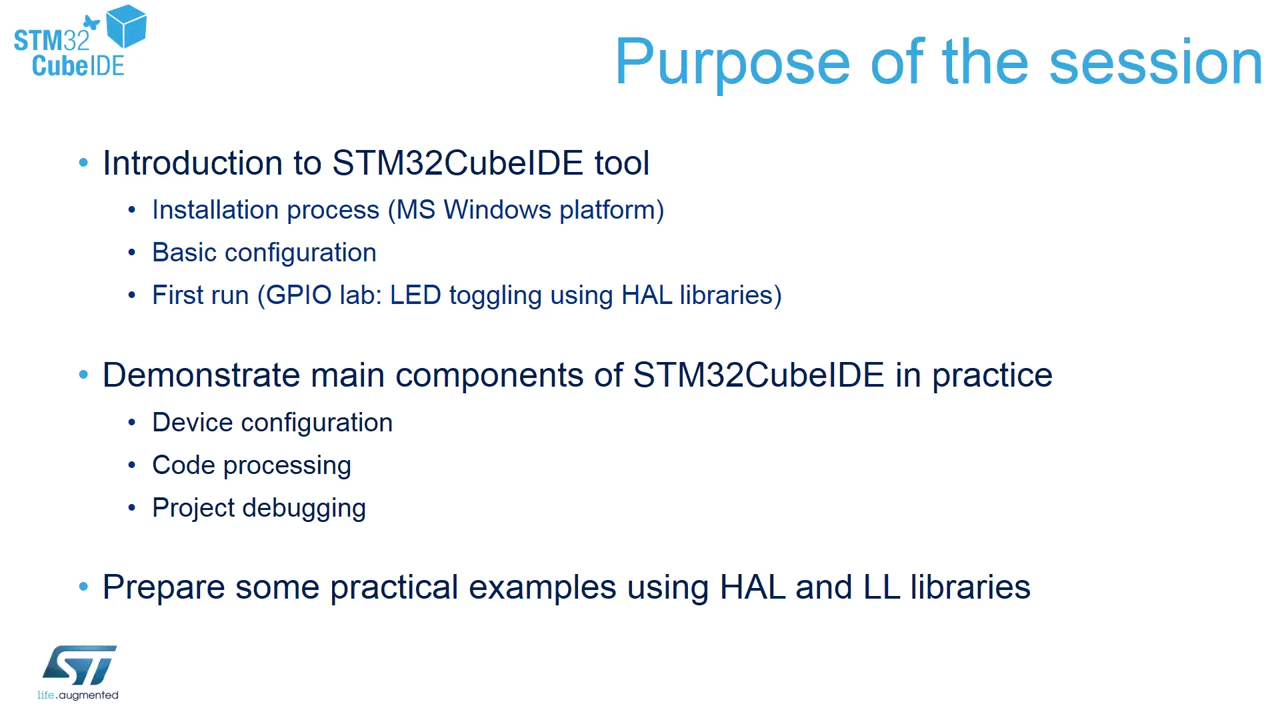 STM32
CubeIDE
Purpose of the session
• Introduction to STM32CubeIDE tool
• Installation process (MS Windows platform)
• Basic configuration
• First run (GPIO lab: LED toggling using HAL libraries)
• Demonstrate main components of STM32CubeIDE in practice
• Device configuration
• Code processing
• Project debugging
• Prepare some practical examples using HAL and LL libraries
ST
life.augmented